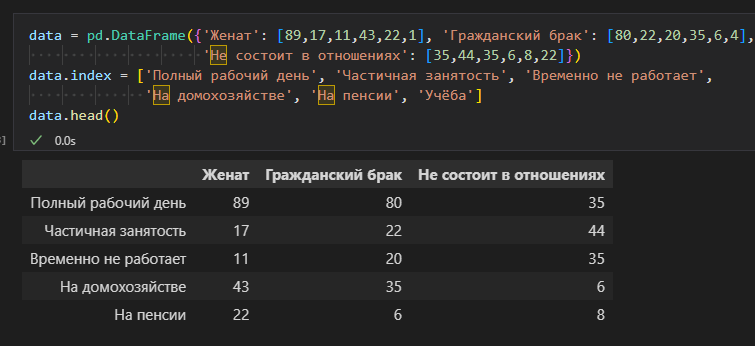 data = pd.DataFrame({'Женат': [89,17,11,43,22,1], 'Гражданский брак': [80,22,20,35,6,4],
'Не состоит в отношениях': [35,44,35,6,8,22]})
data.index = ['Полный рабочий день', 'Частичная занятость', 'Временно не работает',
'На домохозяйстве', 'На пенсии', 'Учёба']
data.head()
0.0s
Женат Гражданский брак Не состоит в отношениях
Полный рабочий день 89 80 35
Частичная занятость 17 22 44
Временно не работает 11 20 35
На домохозяйстве 43 35 6
На пенсии 22 6 8